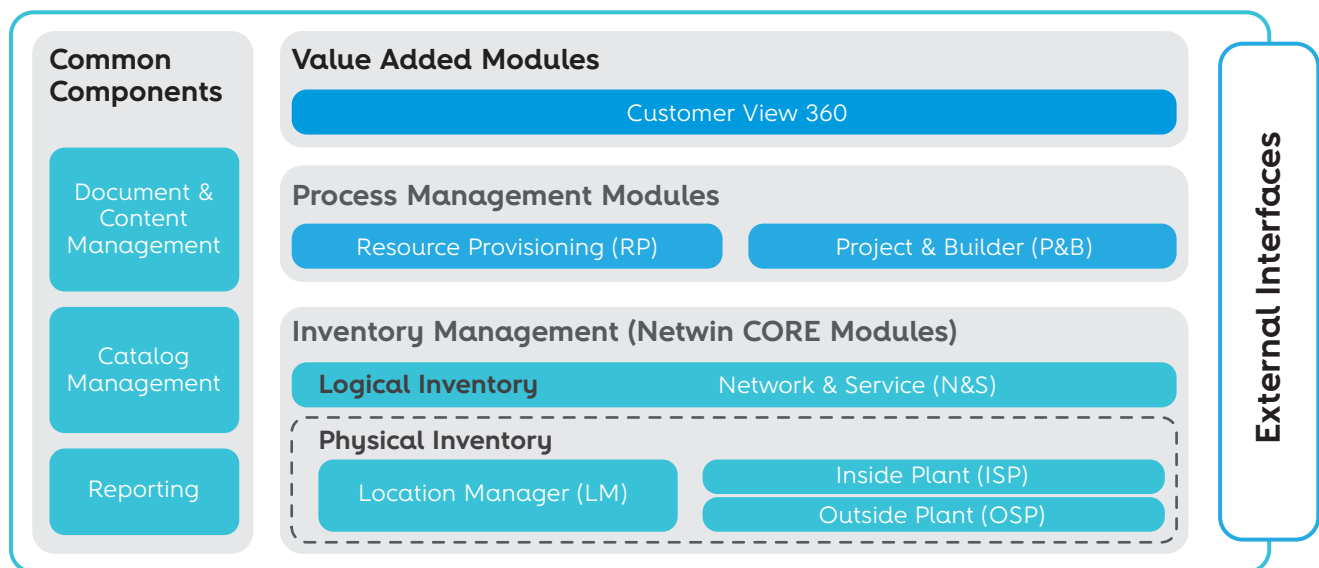 Common
Components
Document &
Content
Management
Catalog
Management
Reporting
Value Added Modules
Customer View 360
Process Management Modules
Resource Provisioning (RP)
Project & Builder (P&B)
Inventory Management (Netwin CORE Modules)
Logical Inventory
Network & Service (N&S)
Physical Inventory
Location Manager (LM)
Inside Plant (ISP)
Outside Plant (OSP)
External Interfaces